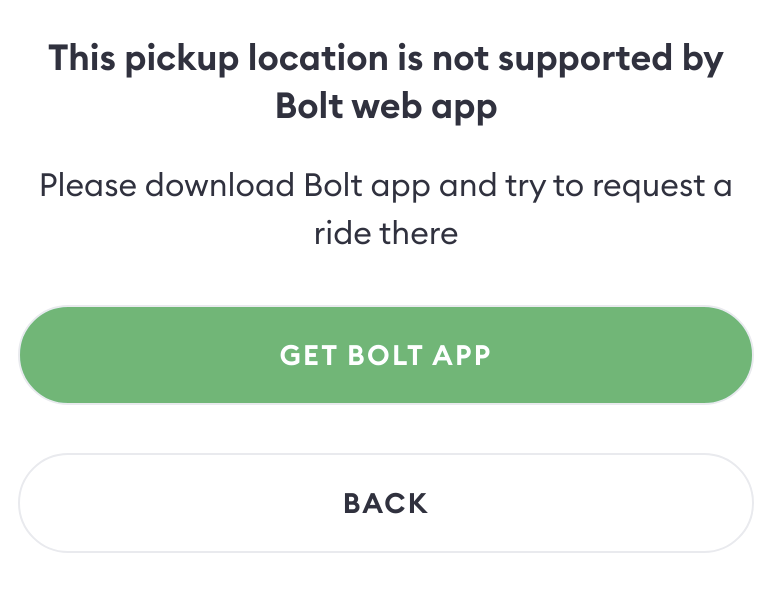 This pickup location is not supported by
Bolt web app
Please download Bolt app and try to request a
ride there
GET BOLT APP
BACK